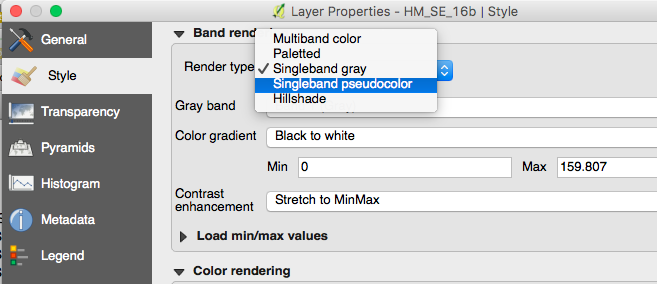 Layer Properties - HM_SE_16b | Style
General
Style
Transparency
Pyramids
Histogram
Metadata
Legend
Band
Render type
Multiband color
Paletted
✓ Singleband gray
Singleband pseudocolor
Hillshade
Gray band
Color gradient
Black to white
Min 0 Max 159.807
Contrast
enhancement
Stretch to MinMax
Load min/max values
Color rendering